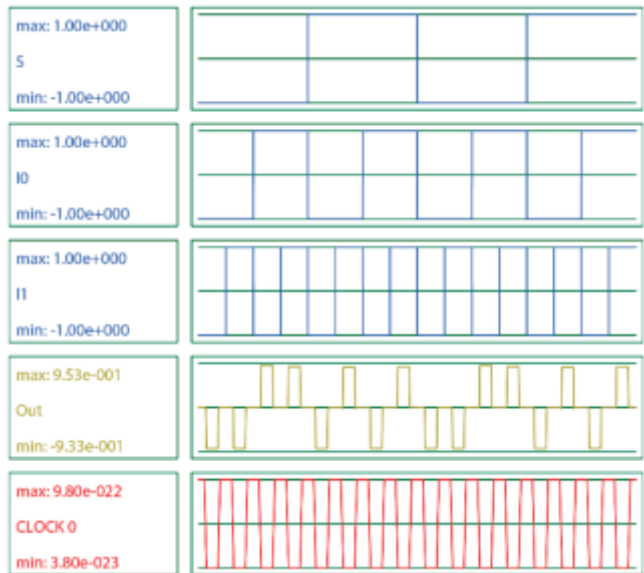 max: 1.00e+000
S
min: -1.00e+000
max: 1.00e+000
I0
min: -1.00e+000
max: 1.00e+000
I1
min: -1.00e+000
max: 9.53e-001
Out
min: -9.33e-001
max: 9.80e-022
CLOCK 0
min: 3.80e-023